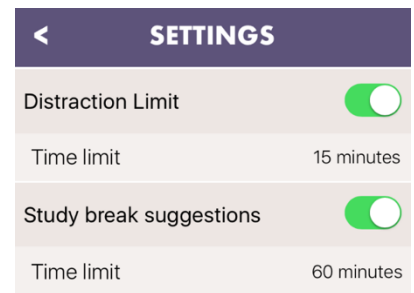 < SETTINGS
Distraction Limit
Time limit 15 minutes
Study break suggestions
Time limit 60 minutes